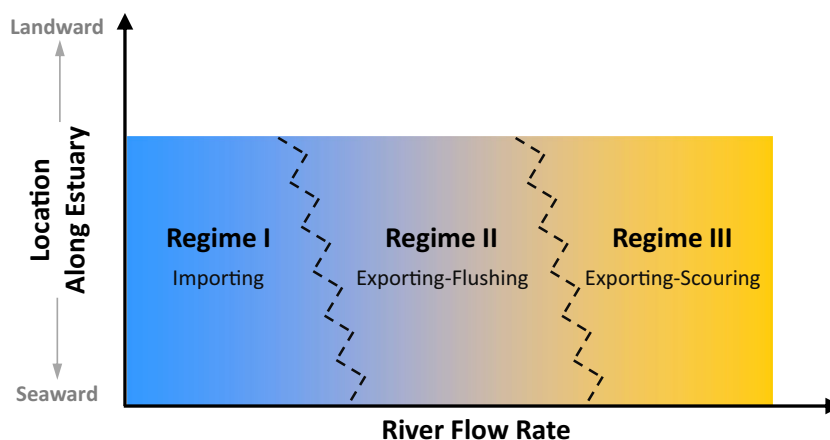 Landward
Location
Along Estuary
Seaward
Regime I
Importing
Regime II
Exporting-Flushing
Regime III
Exporting-Scouring
River Flow Rate